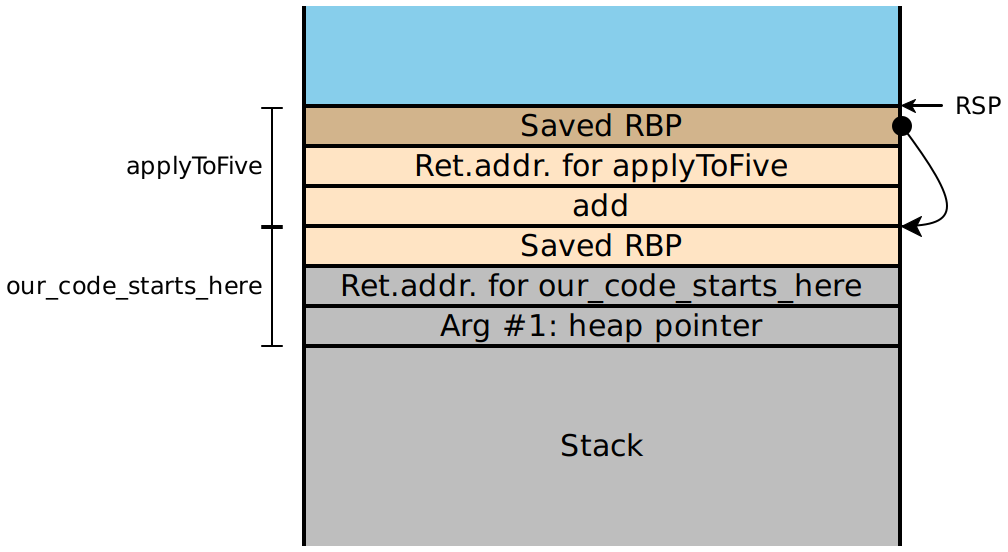 RSP
Saved RBP
applyToFive
Ret.addr. for applyToFive
add
Saved RBP
our_code_starts_here
Ret.addr. for our_code_starts_here
Arg #1: heap pointer
Stack